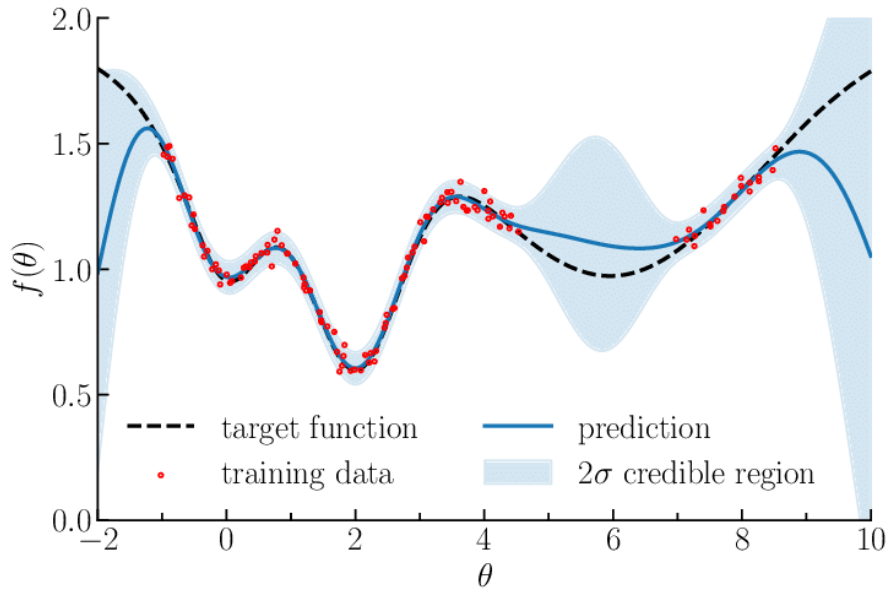 2.0
1.5
1.0
0.5
0.0
f(θ)
target function
prediction
training data
2σ credible region
−2 0 2 4 6 8 10
θ